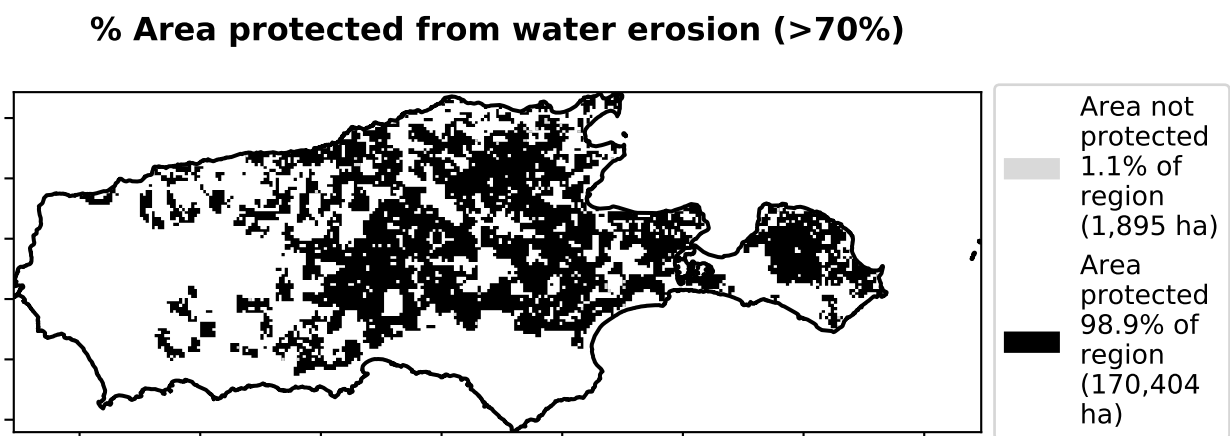 % Area protected from water erosion (>70%)
Area not
protected
1.1% of
region
(1,895 ha)
Area
protected
98.9% of
region
(170,404
ha)